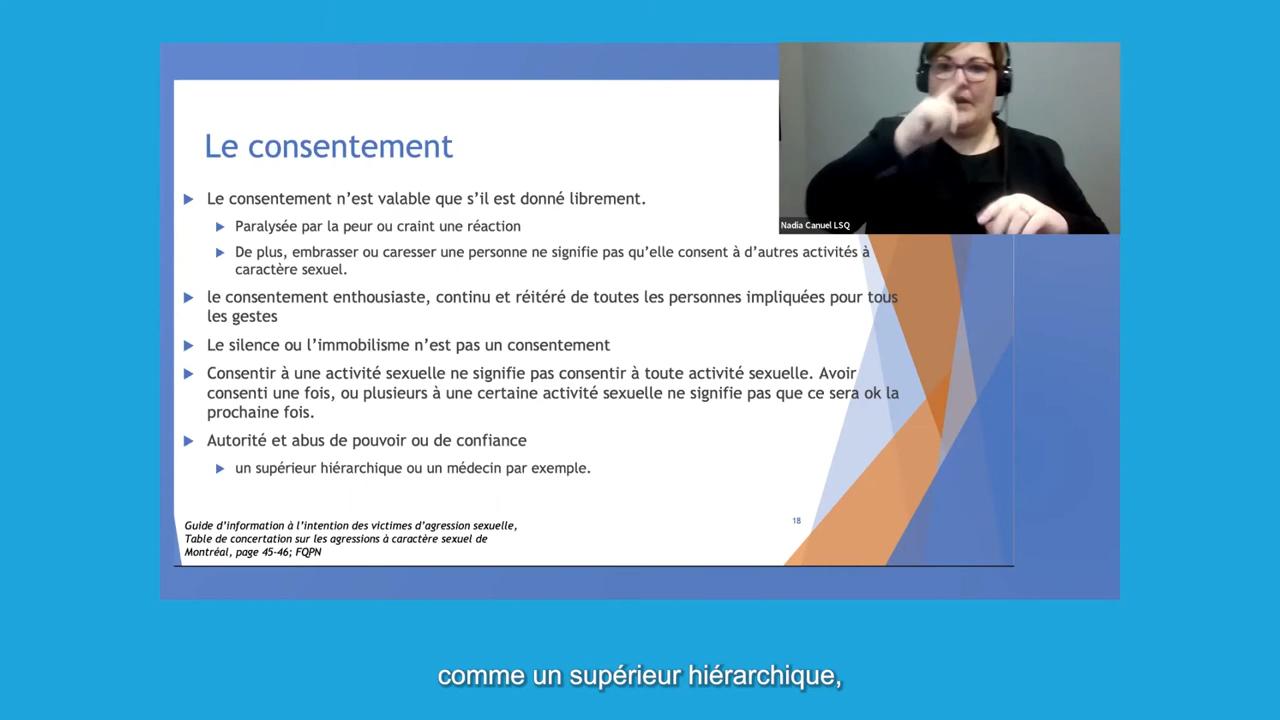 Le consentement
Le consentement n’est valable que s’il est donné librement.
Paralysée par la peur ou craint une réaction
De plus, embrasser ou caresser une personne ne signifie pas qu’elle consent à d’autres activités à
caractère sexuel.
le consentement enthousiaste, continu et réitéré de toutes les personnes impliquées pour tous
les gestes
Le silence ou l’immobilisme n’est pas un consentement
Consentir à une activité sexuelle ne signifie pas consentir à toute activité sexuelle. Avoir
consenti une fois, ou plusieurs à une certaine activité sexuelle ne signifie pas que ce sera ok la
prochaine fois.
Autorité et abus de pouvoir ou de confiance
un supérieur hiérarchique ou un médecin par exemple.
Guide d’information à l’intention des victimes d’agression sexuelle,
Table de concertation sur les agressions à caractère sexuel de
Montréal, page 45-46; FQPN
18
Nadia Canuel LSQ
comme un supérieur hiérarchique,